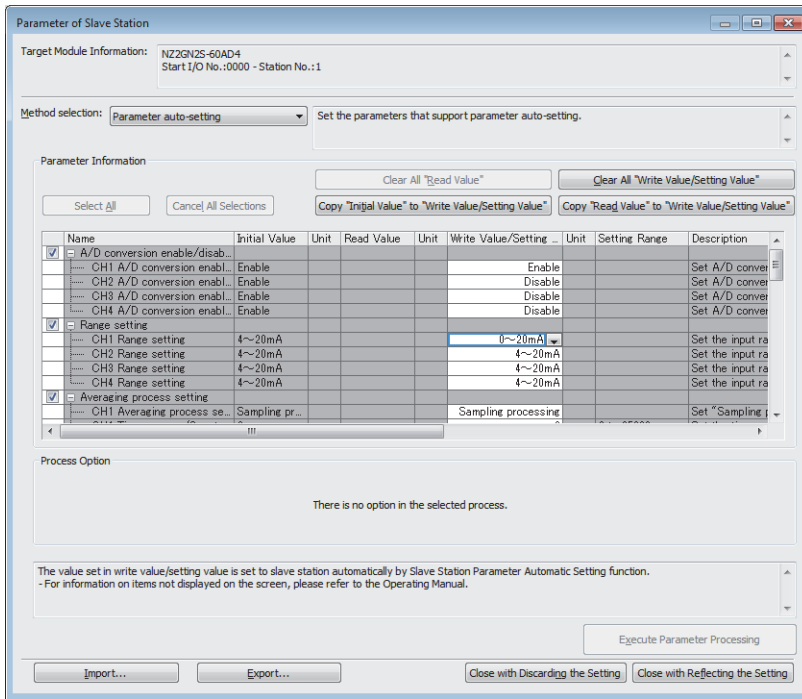 Parameter of Slave Station
Target Module Information:
NZ2GN2S-60AD4
Start I/O No.:0000 - Station No.:1
Method selection: Parameter auto-setting Set the parameters that support parameter auto-setting.
Parameter Information
Clear All "Read Value" Clear All "Write Value/Setting Value"
Select All Cancel All Selections Copy "Initial Value" to "Write Value/Setting Value" Copy "Read Value" to "Write Value/Setting Value"
Name Initial Value Unit Read Value Unit Write Value/Setting ... Unit Setting Range Description
A/D conversion enable/disab...
CH1 A/D conversion enabl... Enable Enable Set A/D conver
CH2 A/D conversion enabl... Enable Disable Set A/D conver
CH3 A/D conversion enabl... Enable Disable Set A/D conver
CH4 A/D conversion enabl... Enable Disable Set A/D conver
Range setting
CH1 Range setting 4～20mA 0～20mA Set the input ra
CH2 Range setting 4～20mA 4～20mA Set the input ra
CH3 Range setting 4～20mA 4～20mA Set the input ra
CH4 Range setting 4～20mA 4～20mA Set the input ra
Averaging process setting
CH1 Averaging process se... Sampling pr... Sampling processing Set "Sampling p
Process Option
There is no option in the selected process.
The value set in write value/setting value is set to slave station automatically by Slave Station Parameter Automatic Setting function.
- For information on items not displayed on the screen, please refer to the Operating Manual.
Execute Parameter Processing
Import... Export... Close with Discarding the Setting Close with Reflecting the Setting